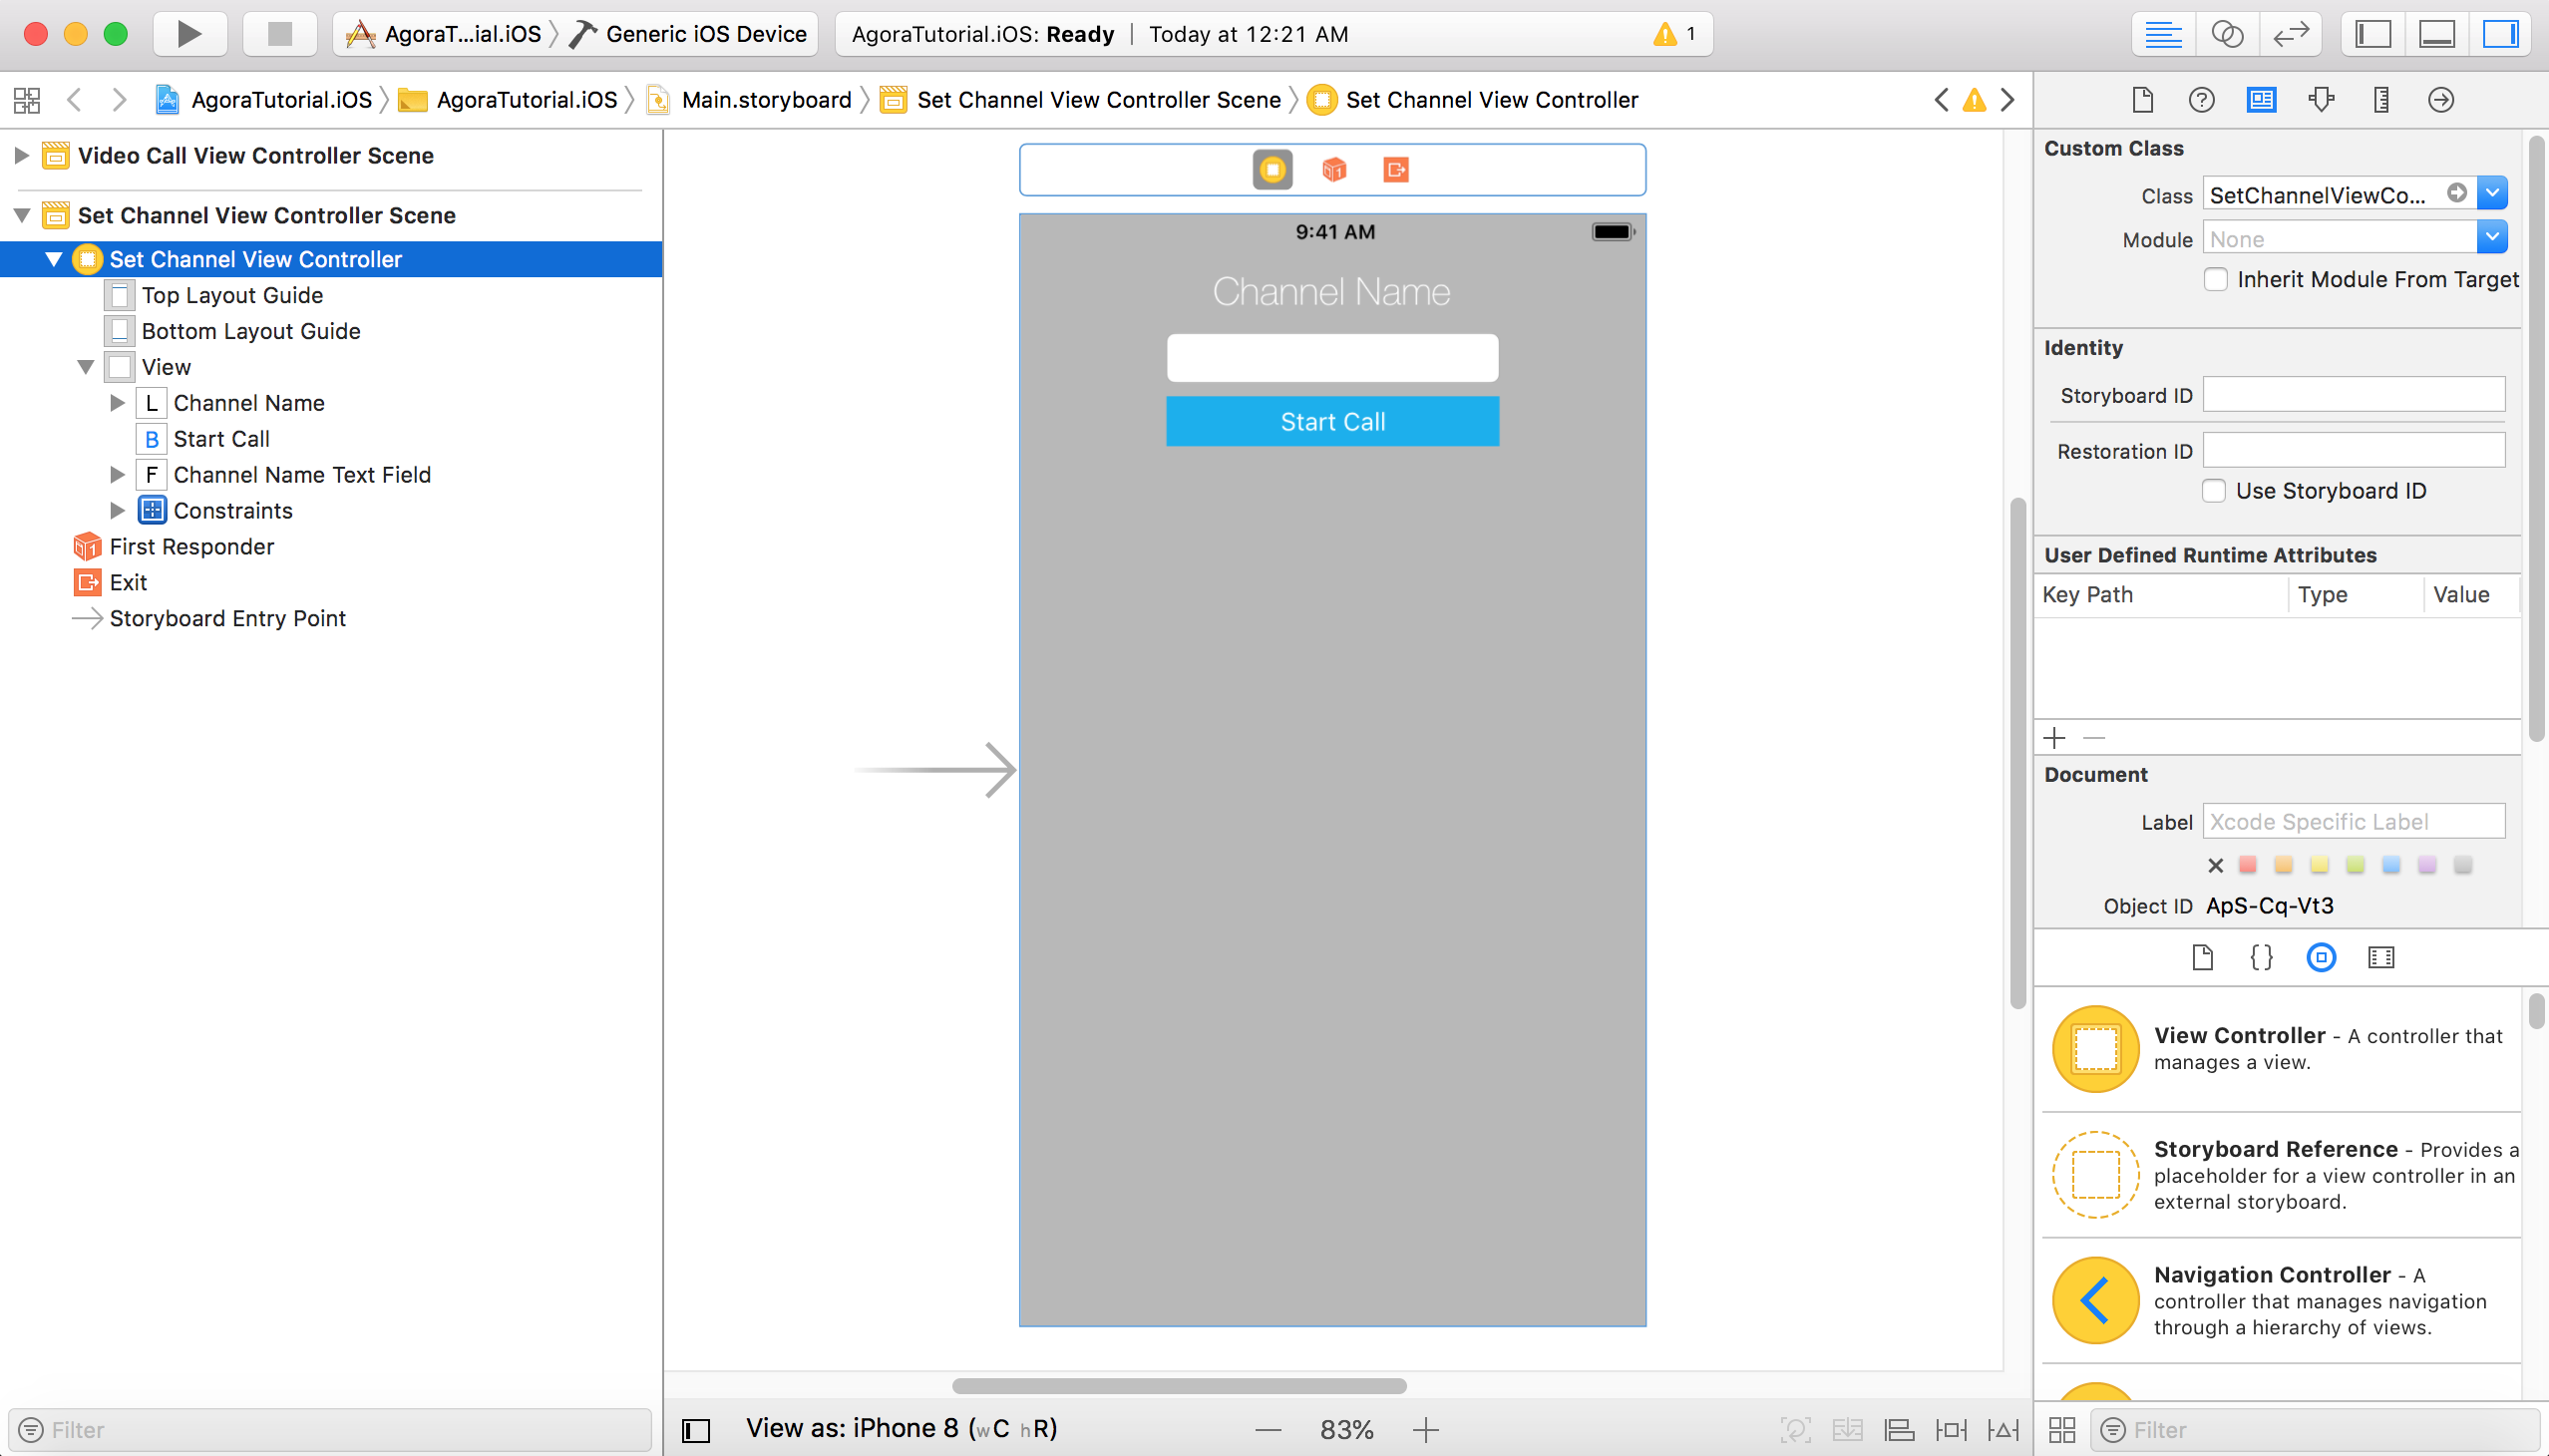 AgoraT...ial.iOS
Generic iOS Device
AgoraTutorial.iOS: Ready | Today at 12:21 AM
1
AgoraTutorial.iOS
AgoraTutorial.iOS
Main.storyboard
Set Channel View Controller Scene
Set Channel View Controller
Video Call View Controller Scene
Set Channel View Controller Scene
Set Channel View Controller
Top Layout Guide
Bottom Layout Guide
View
L Channel Name
B Start Call
F Channel Name Text Field
Constraints
First Responder
Exit
Storyboard Entry Point
Filter
9:41 AM
Channel Name
Start Call
View as: iPhone 8 (wC hR)
83%
Custom Class
Class SetChannelViewCo...
Module None
Inherit Module From Target
Identity
Storyboard ID
Restoration ID
Use Storyboard ID
User Defined Runtime Attributes
Key Path Type Value
Document
Label Xcode Specific Label
Object ID ApS-Cq-Vt3
View Controller - A controller that
manages a view.
Storyboard Reference - Provides a
placeholder for a view controller in an
external storyboard.
Navigation Controller - A
controller that manages navigation
through a hierarchy of views.
Filter